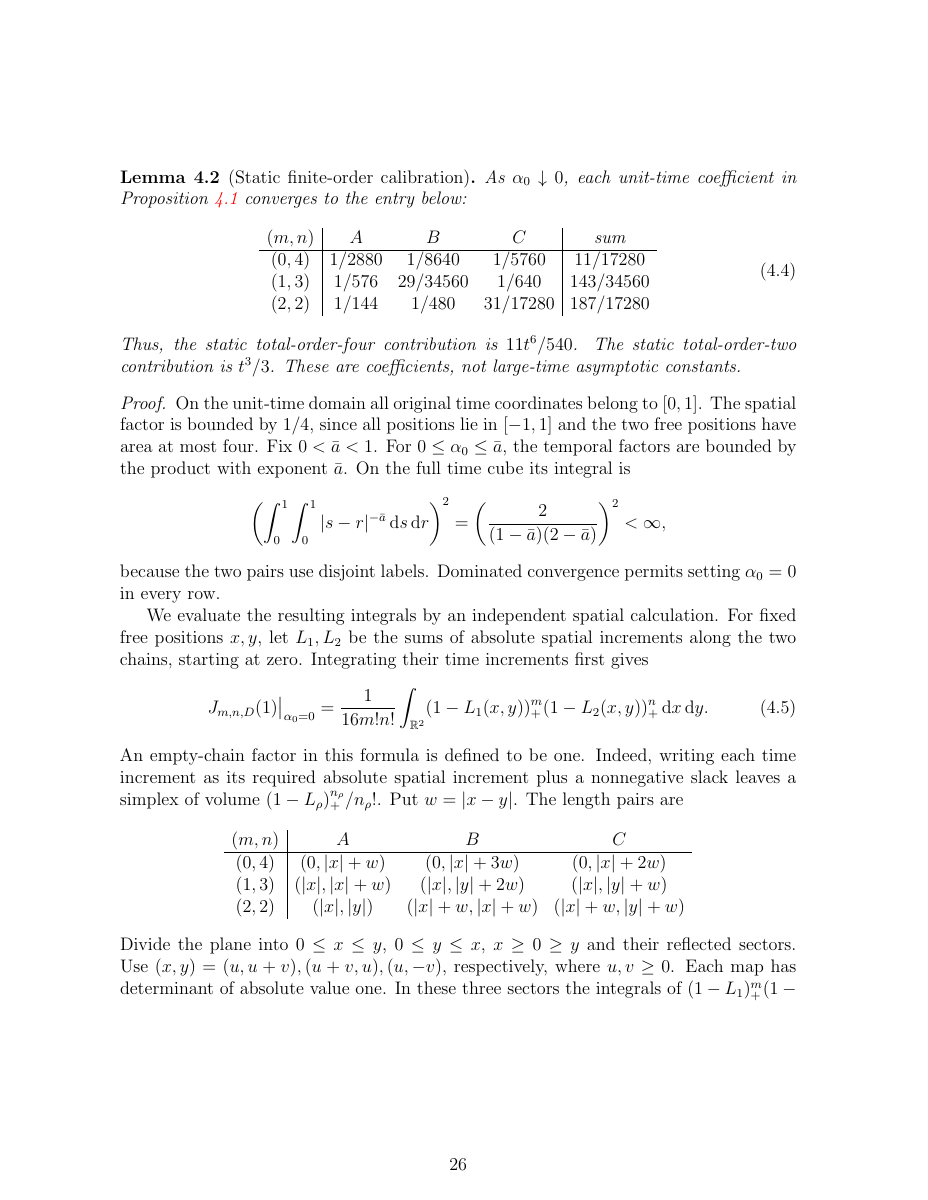 Lemma 4.2 (Static finite-order calibration). As α₀ ↓ 0, each unit-time coefficient in
Proposition 4.1 converges to the entry below:
(m, n) A B C sum
(0, 4) 1/2880 1/8640 1/5760 11/17280
(1, 3) 1/576 29/34560 1/640 143/34560
(2, 2) 1/144 1/480 31/17280 187/17280
(4.4)
Thus, the static total-order-four contribution is 11t⁶/540. The static total-order-two
contribution is t³/3. These are coefficients, not large-time asymptotic constants.
Proof. On the unit-time domain all original time coordinates belong to [0, 1]. The spatial
factor is bounded by 1/4, since all positions lie in [−1, 1] and the two free positions have
area at most four. Fix 0 < ā < 1. For 0 ≤ α₀ ≤ ā, the temporal factors are bounded by
the product with exponent ā. On the full time cube its integral is
(∫₀¹ ∫₀¹ |s − r|^{−ā} ds dr)² = (2 / ((1 − ā)(2 − ā)))² < ∞,
because the two pairs use disjoint labels. Dominated convergence permits setting α₀ = 0
in every row.
We evaluate the resulting integrals by an independent spatial calculation. For fixed
free positions x, y, let L₁, L₂ be the sums of absolute spatial increments along the two
chains, starting at zero. Integrating their time increments first gives
J_{m,n,D}(1)|_{α₀=0} = 1/(16m!n!) ∫_{ℝ²} (1 − L₁(x, y))₊^m (1 − L₂(x, y))₊^n dx dy. (4.5)
An empty-chain factor in this formula is defined to be one. Indeed, writing each time
increment as its required absolute spatial increment plus a nonnegative slack leaves a
simplex of volume (1 − L_ρ)₊^{n_ρ}/n_ρ!. Put w = |x − y|. The length pairs are
(m, n) A B C
(0, 4) (0, |x| + w) (0, |x| + 3w) (0, |x| + 2w)
(1, 3) (|x|, |x| + w) (|x|, |y| + 2w) (|x|, |y| + w)
(2, 2) (|x|, |y|) (|x| + w, |x| + w) (|x| + w, |y| + w)
Divide the plane into 0 ≤ x ≤ y, 0 ≤ y ≤ x, x ≥ 0 ≥ y and their reflected sectors.
Use (x, y) = (u, u + v), (u + v, u), (u, −v), respectively, where u, v ≥ 0. Each map has
determinant of absolute value one. In these three sectors the integrals of (1 − L₁)₊^m(1 −
26